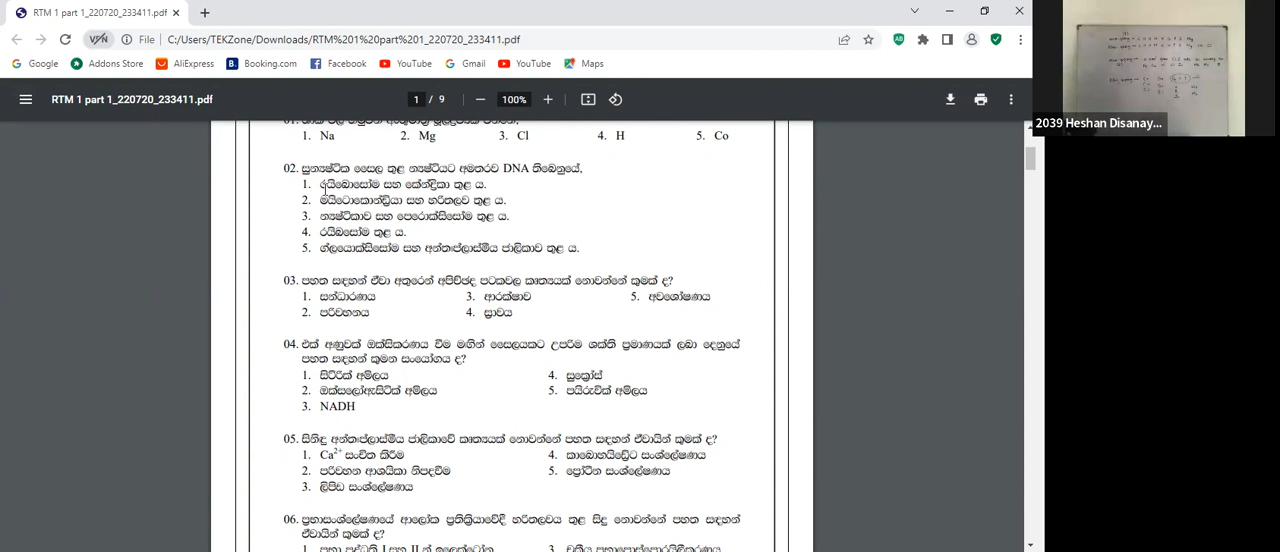 RTM 1 part 1_220720_233411.pdf
File
C:/Users/TEKZone/Downloads/RTM%201%20part%201_220720_233411.pdf
Google
Addons Store
AliExpress
Booking.com
Facebook
YouTube
Gmail
YouTube
Maps
RTM 1 part 1_220720_233411.pdf
1 / 9
100%
2039 Heshan Disanay...
1. Na 2. Mg 3. Cl 4. H 5. Co
02. සුන්‍යෂ්ටික සෛල තුළ න්‍යෂ්ටියට අමතරව DNA තිබෙනුයේ,
1. රයිබොසෝම සහ කේන්ද්‍රිකා තුළ ය.
2. මයිටොකොන්ඩ්‍රියා සහ හරිතලව තුළ ය.
3. න්‍යෂ්ටිකාව සහ පෙරොක්සිසෝම තුළ ය.
4. රයිබසෝම තුළ ය.
5. ග්ලයොක්සිසෝම සහ අන්තඃප්ලාස්මීය ජාලිකාව තුළ ය.
03. පහත සඳහන් ඒවා අතුරෙන් අපිච්ඡද පටකවල කෘත්‍යයක් නොවන්නේ කුමක් ද?
1. සන්ධාරණය 3. ආරක්ෂාව 5. අවශෝෂණය
2. පරිවහනය 4. ස්‍රාවය
04. එක් අණුවක් ඔක්සිකරණය වීම මඟින් සෛලයකට උපරිම ශක්ති ප්‍රමාණයක් ලබා දෙනුයේ
පහත සඳහන් කුමන සංයෝගය ද?
1. සිට්රික් අම්ලය 4. සුක්‍රෝස්
2. ඔක්සලෝඇසිටික් අම්ලය 5. පයිරුවික් අම්ලය
3. NADH
05. සිනිඳු අන්තඃප්ලාස්මීය ජාලිකාවේ කෘත්‍යයක් නොවන්නේ පහත සඳහන් ඒවායින් කුමක් ද?
1. Ca2+ සංචිත කිරීම 4. කාබොහයිඩ්‍රේට සංශ්ලේෂණය
2. පරිවහන ආශයිකා නිපදවීම 5. ප්‍රෝටීන සංශ්ලේෂණය
3. ලිපිඩ සංශ්ලේෂණය
06. ප්‍රභාසංශ්ලේෂණයේ ආලෝක ප්‍රතික්‍රියාවේදී හරිතලවය තුළ සිදු නොවන්නේ පහත සඳහන්
ඒවායින් කුමක් ද?